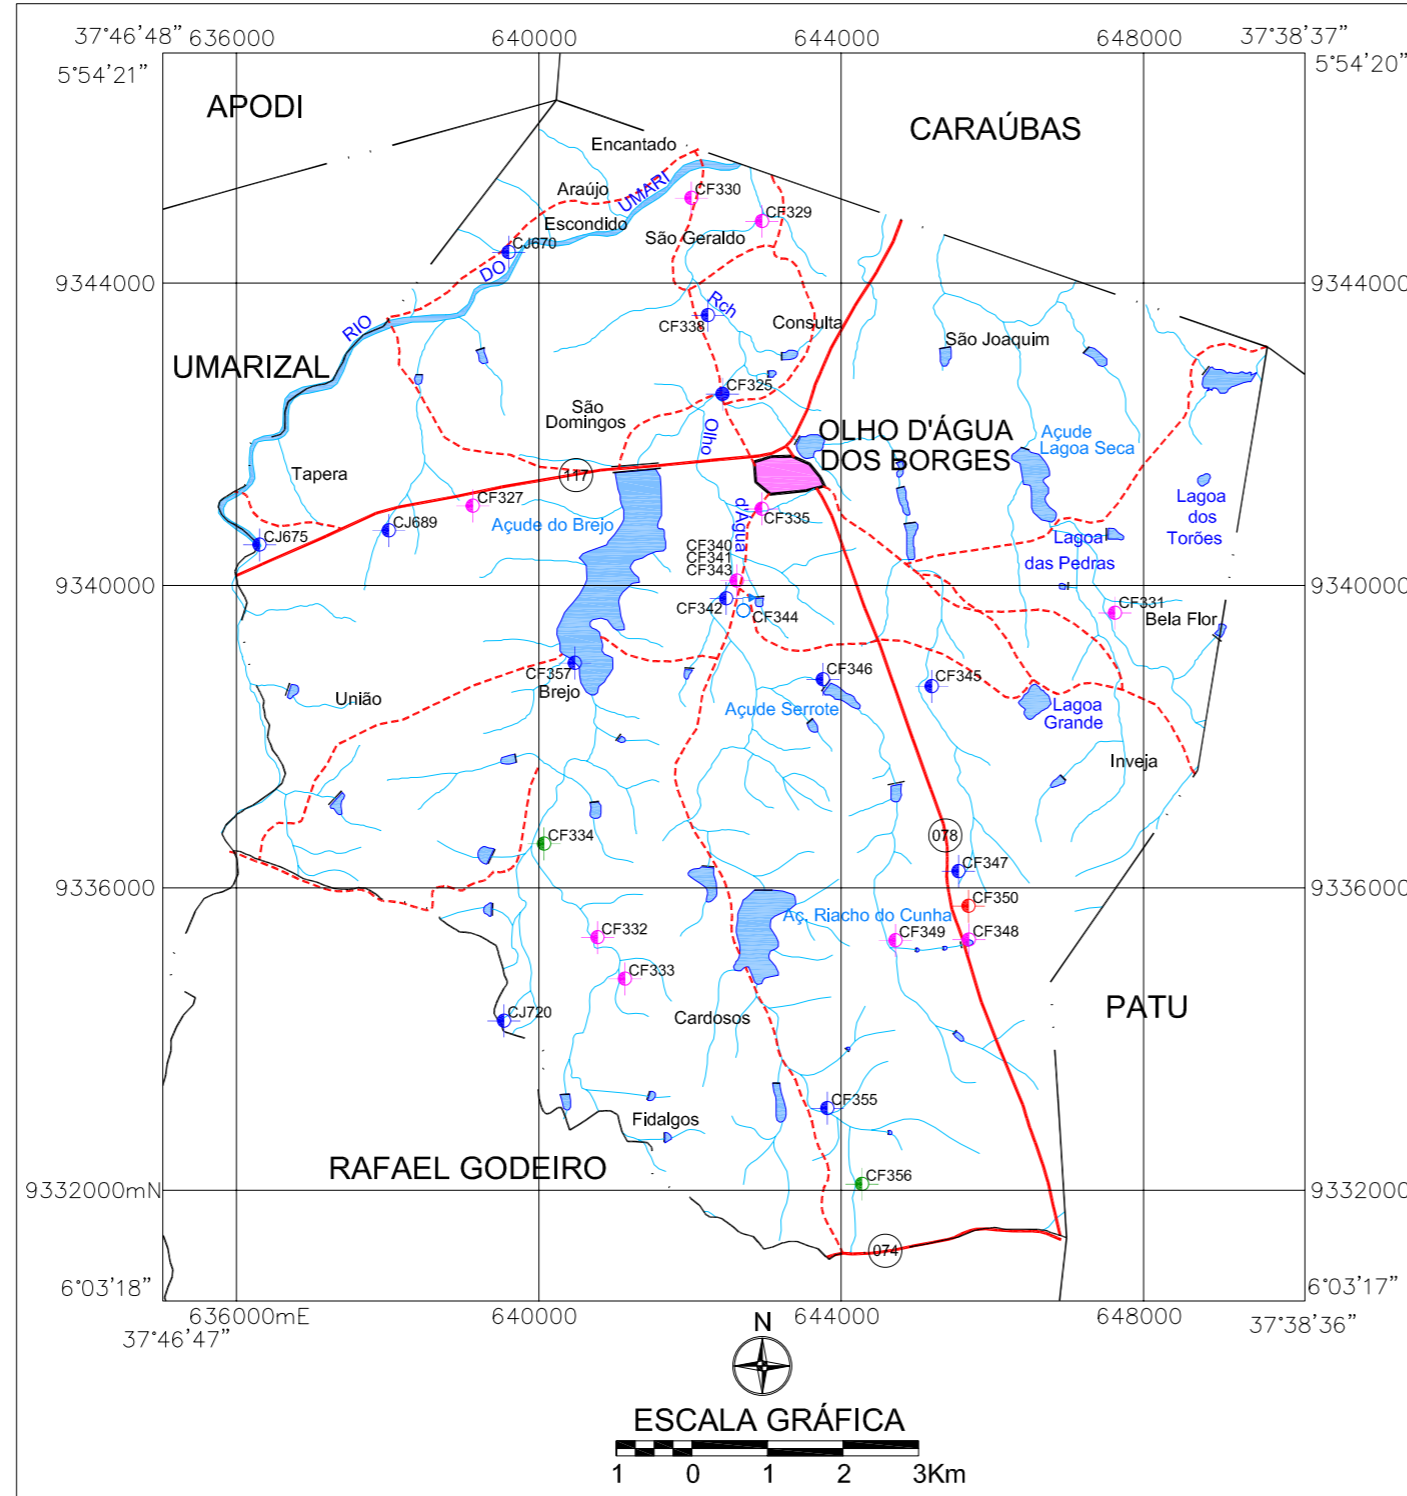 37°46'48" 636000 640000 644000 648000 37°38'37"
5°54'21" 5°54'20"
APODI
CARAÚBAS
Encantado
Araújo
UMARI
CF330
CF329
Escondido
São Geraldo
CJ670
DO
9344000 9344000
RIO
Rch
CF338
Consulta
São Joaquim
UMARIZAL
CF325
São
Domingos
Olho
OLHO D'ÁGUA
DOS BORGES
Açude
Lagoa Seca
117
Tapera
CF327
Açude do Brejo
d'Água
CF335
Lagoa
dos
Torões
CJ689
CJ675
CF340
CF341
CF343
Lagoa
das Pedras
9340000 9340000
CF342
CF344
CF331
Bela Flor
CF357
Brejo
CF346
CF345
União
Açude Serrote
Lagoa
Grande
Inveja
078
CF334
CF347
9336000 9336000
CF350
Aç. Riacho do Cunha
CF332
CF349
CF348
CF333
Cardosos
PATU
CJ720
CF355
Fidalgos
RAFAEL GODEIRO
CF356
9332000mN 9332000
074
6°03'18" 6°03'17"
636000mE 640000 644000 648000
37°46'47" 37°38'36"
N
ESCALA GRÁFICA
1 0 1 2 3Km